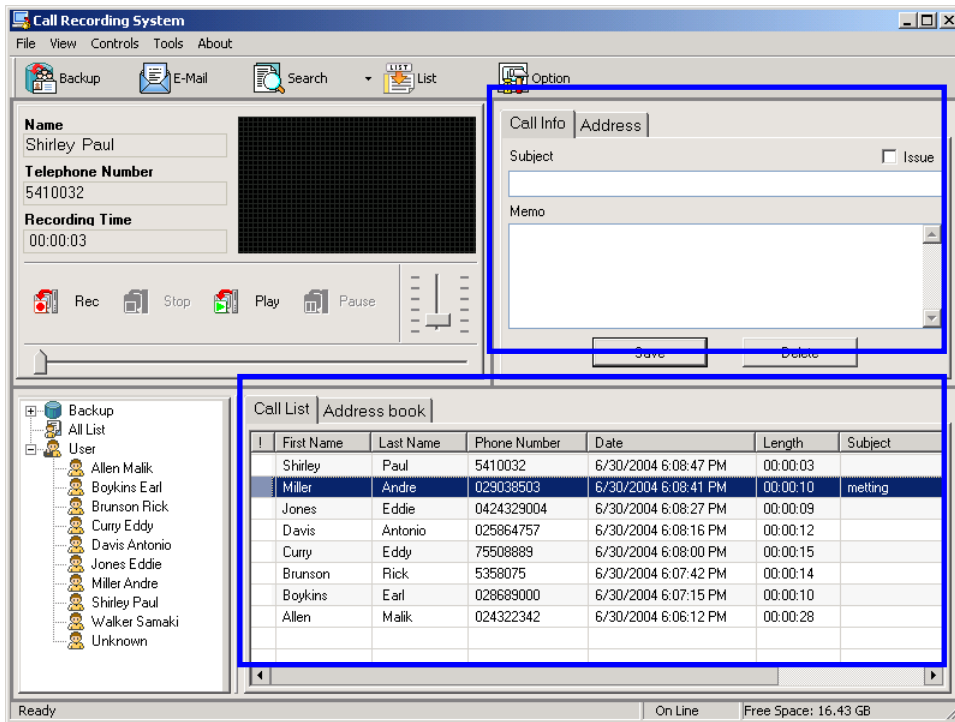 Call Recording System
File View Controls Tools About
Backup E-Mail Search LIST List Option
Name
Shirley Paul
Telephone Number
5410032
Recording Time
00:00:03
Rec Stop Play Pause
Call Info Address
Subject Issue
Memo
Save Delete
Backup
All List
User
Allen Malik
Boykins Earl
Brunson Rick
Curry Eddy
Davis Antonio
Jones Eddie
Miller Andre
Shirley Paul
Walker Samaki
Unknown
Call List Address book
! First Name Last Name Phone Number Date Length Subject
Shirley Paul 5410032 6/30/2004 6:08:47 PM 00:00:03
Miller Andre 029038503 6/30/2004 6:08:41 PM 00:00:10 metting
Jones Eddie 0424329004 6/30/2004 6:08:27 PM 00:00:09
Davis Antonio 025864757 6/30/2004 6:08:16 PM 00:00:12
Curry Eddy 75508889 6/30/2004 6:08:00 PM 00:00:15
Brunson Rick 5358075 6/30/2004 6:07:42 PM 00:00:14
Boykins Earl 028689000 6/30/2004 6:07:15 PM 00:00:10
Allen Malik 024322342 6/30/2004 6:06:12 PM 00:00:28
Ready On Line Free Space: 16.43 GB